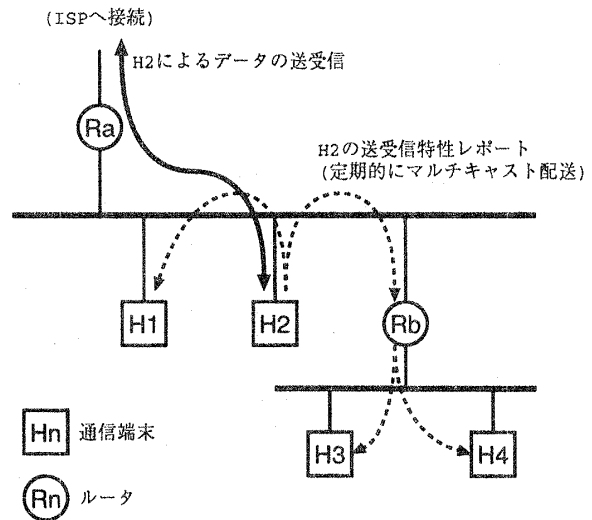 (ISPへ接続)
H2によるデータの送受信
Ra
H2の送受信特性レポート
(定期的にマルチキャスト配送)
H1
H2
Rb
H3
H4
Hn 通信端末
Rn ルータ